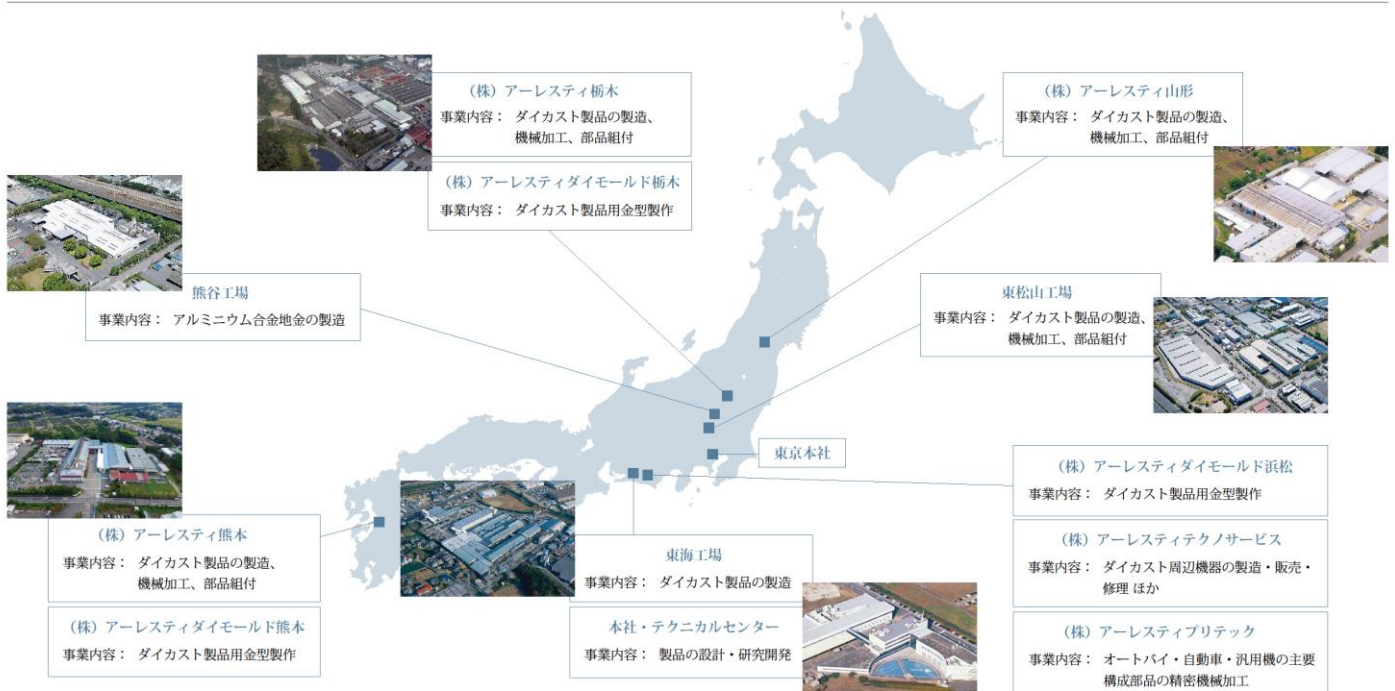 （株）アーレスティ栃木
事業内容： ダイカスト製品の製造、
機械加工、部品組付
（株）アーレスティダイモールド栃木
事業内容： ダイカスト製品用金型製作
（株）アーレスティ山形
事業内容： ダイカスト製品の製造、
機械加工、部品組付
熊谷工場
事業内容： アルミニウム合金地金の製造
東松山工場
事業内容： ダイカスト製品の製造、
機械加工、部品組付
東京本社
（株）アーレスティダイモールド浜松
事業内容： ダイカスト製品用金型製作
（株）アーレスティテクノサービス
事業内容： ダイカスト周辺機器の製造・販売・
修理 ほか
（株）アーレスティプリテック
事業内容： オートバイ・自動車・汎用機の主要
構成部品の精密機械加工
（株）アーレスティ熊本
事業内容： ダイカスト製品の製造、
機械加工、部品組付
（株）アーレスティダイモールド熊本
事業内容： ダイカスト製品用金型製作
東海工場
事業内容： ダイカスト製品の製造
本社・テクニカルセンター
事業内容： 製品の設計・研究開発